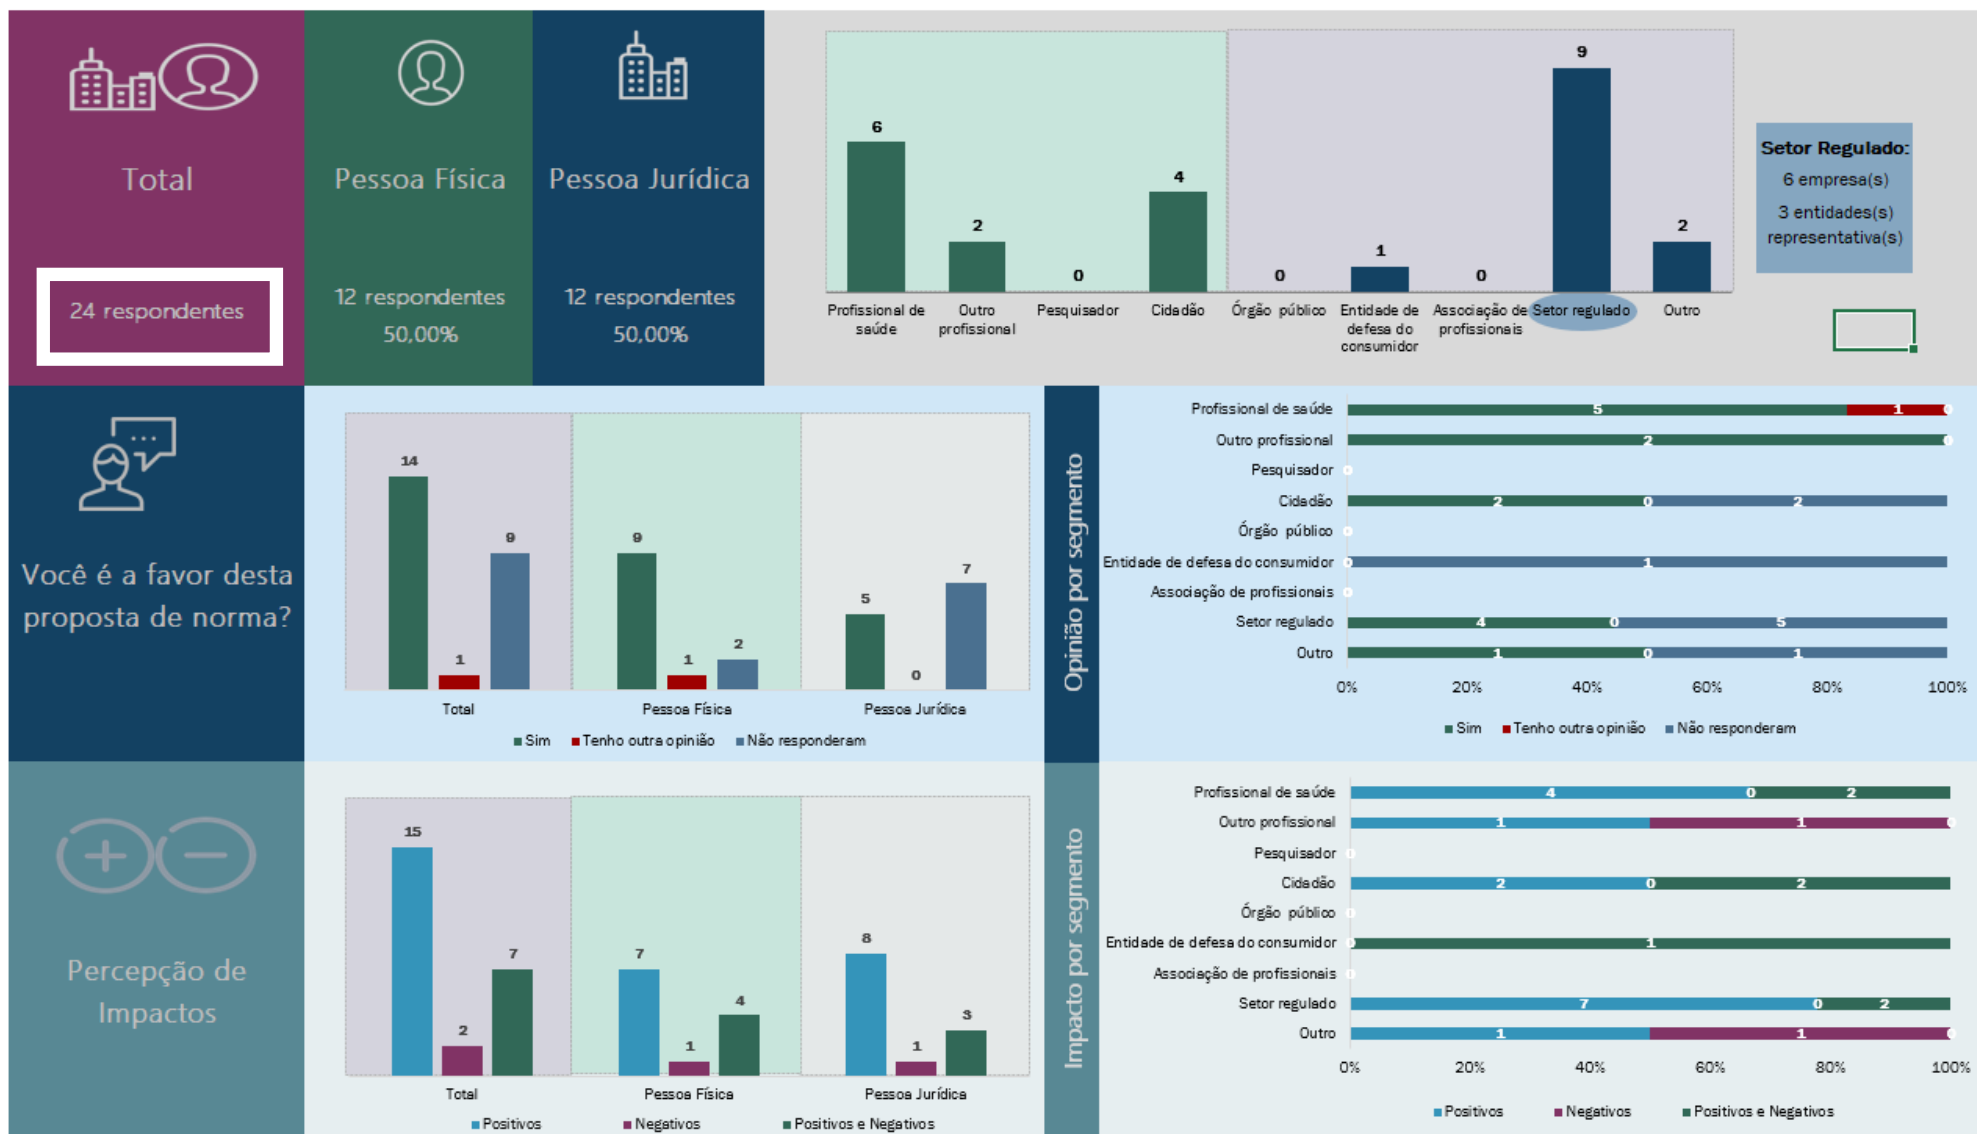 Total
24 respondentes
Pessoa Física
12 respondentes
50,00%
Pessoa Jurídica
12 respondentes
50,00%
6
2
0
4
0
1
0
9
2
Profissional de
saúde
Outro
profissional
Pesquisador
Cidadão
Órgão público
Entidade de
defesa do
consumidor
Associação de
profissionais
Setor regulado
Outro
Setor Regulado:
6 empresa(s)
3 entidades(s)
representativa(s)
Você é a favor desta
proposta de norma?
14
1
9
9
1
2
5
0
7
Total
Pessoa Física
Pessoa Jurídica
Sim
Tenho outra opinião
Não responderam
Opinião por segmento
Profissional de saúde 5 1 0
Outro profissional 2 0
Pesquisador 0
Cidadão 2 0 2
Órgão público 0
Entidade de defesa do consumidor 0 1
Associação de profissionais 0
Setor regulado 4 0 5
Outro 1 0 1
0% 20% 40% 60% 80% 100%
Sim
Tenho outra opinião
Não responderam
Percepção de
Impactos
15
2
7
7
1
4
8
1
3
Total
Pessoa Física
Pessoa Jurídica
Positivos
Negativos
Positivos e Negativos
Impacto por segmento
Profissional de saúde 4 0 2
Outro profissional 1 1 0
Pesquisador 0
Cidadão 2 0 2
Órgão público 0
Entidade de defesa do consumidor 0 1
Associação de profissionais 0
Setor regulado 7 0 2
Outro 1 1 0
0% 20% 40% 60% 80% 100%
Positivos
Negativos
Positivos e Negativos